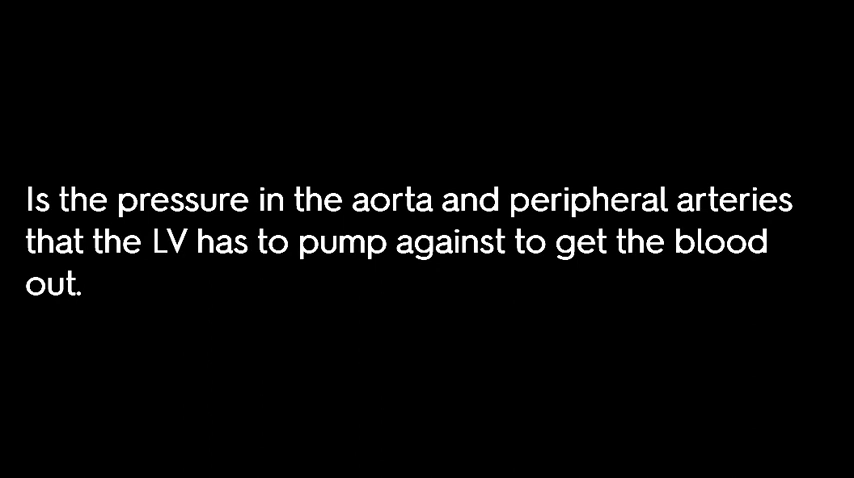 Is the pressure in the aorta and peripheral arteries
that the LV has to pump against to get the blood
out.